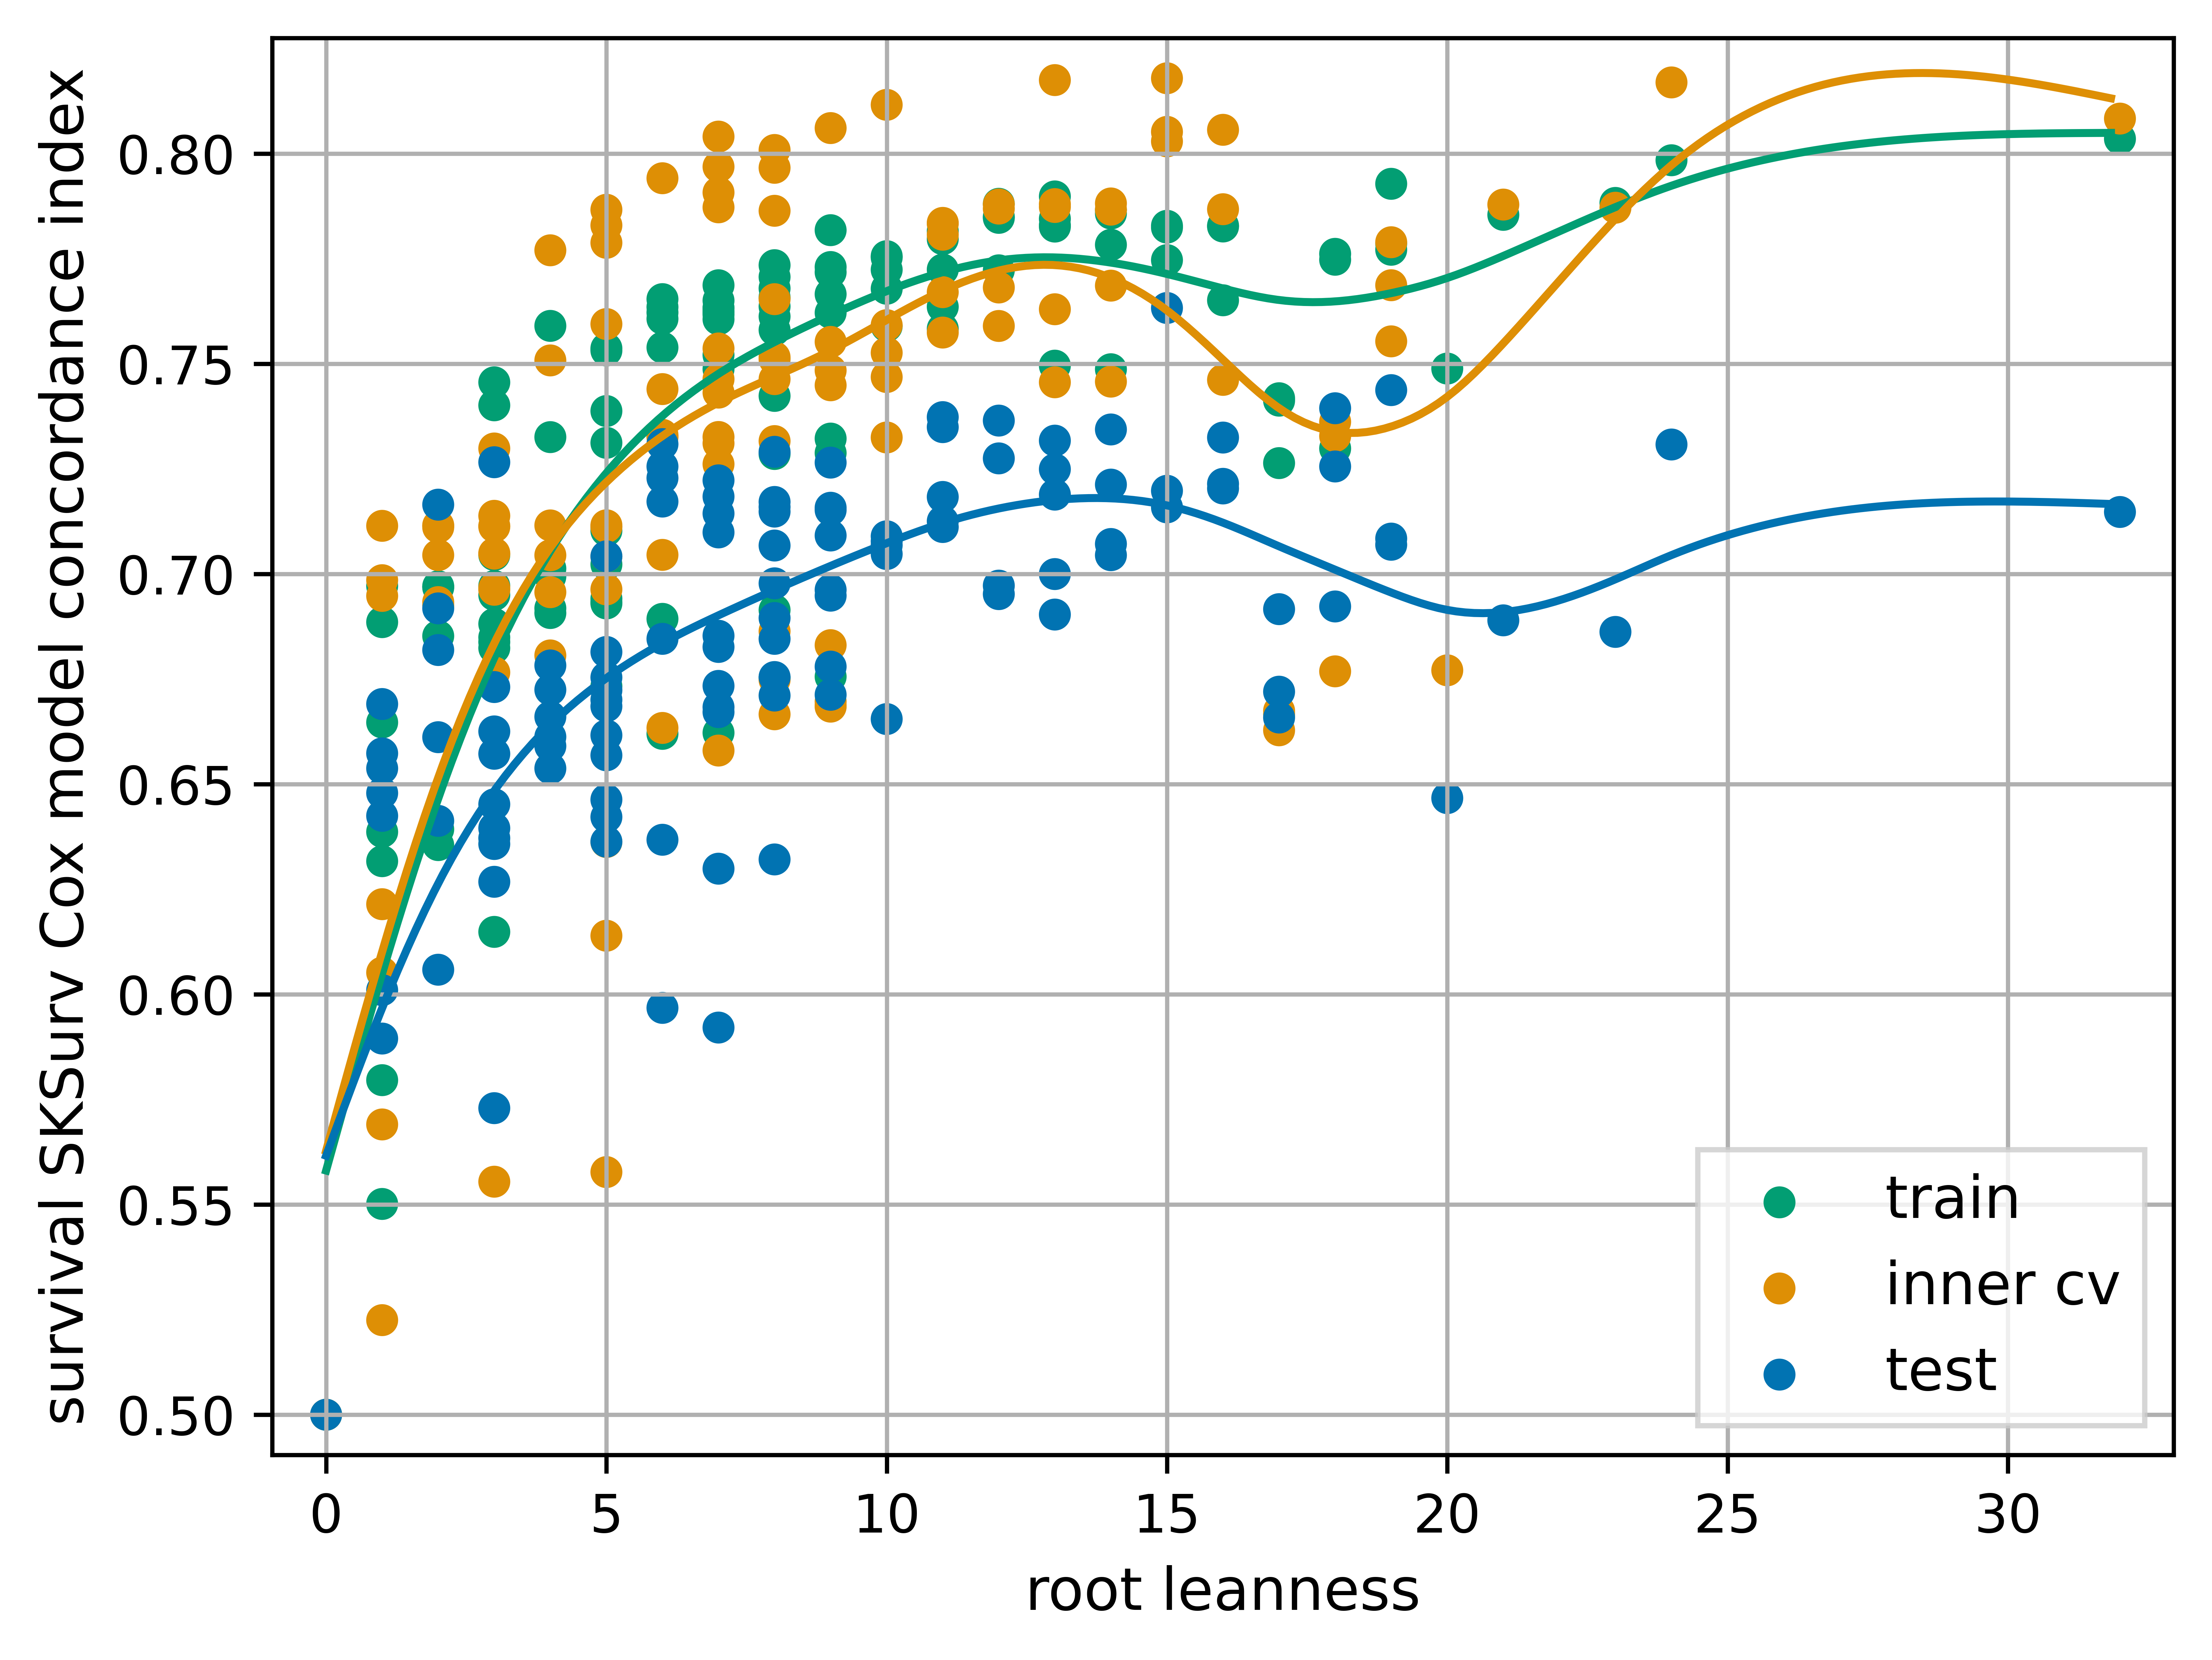 survival SKSurv Cox model concordance index
0.80
0.75
0.70
0.65
0.60
0.55
0.50
train
inner cv
test
0 5 10 15 20 25 30
root leanness